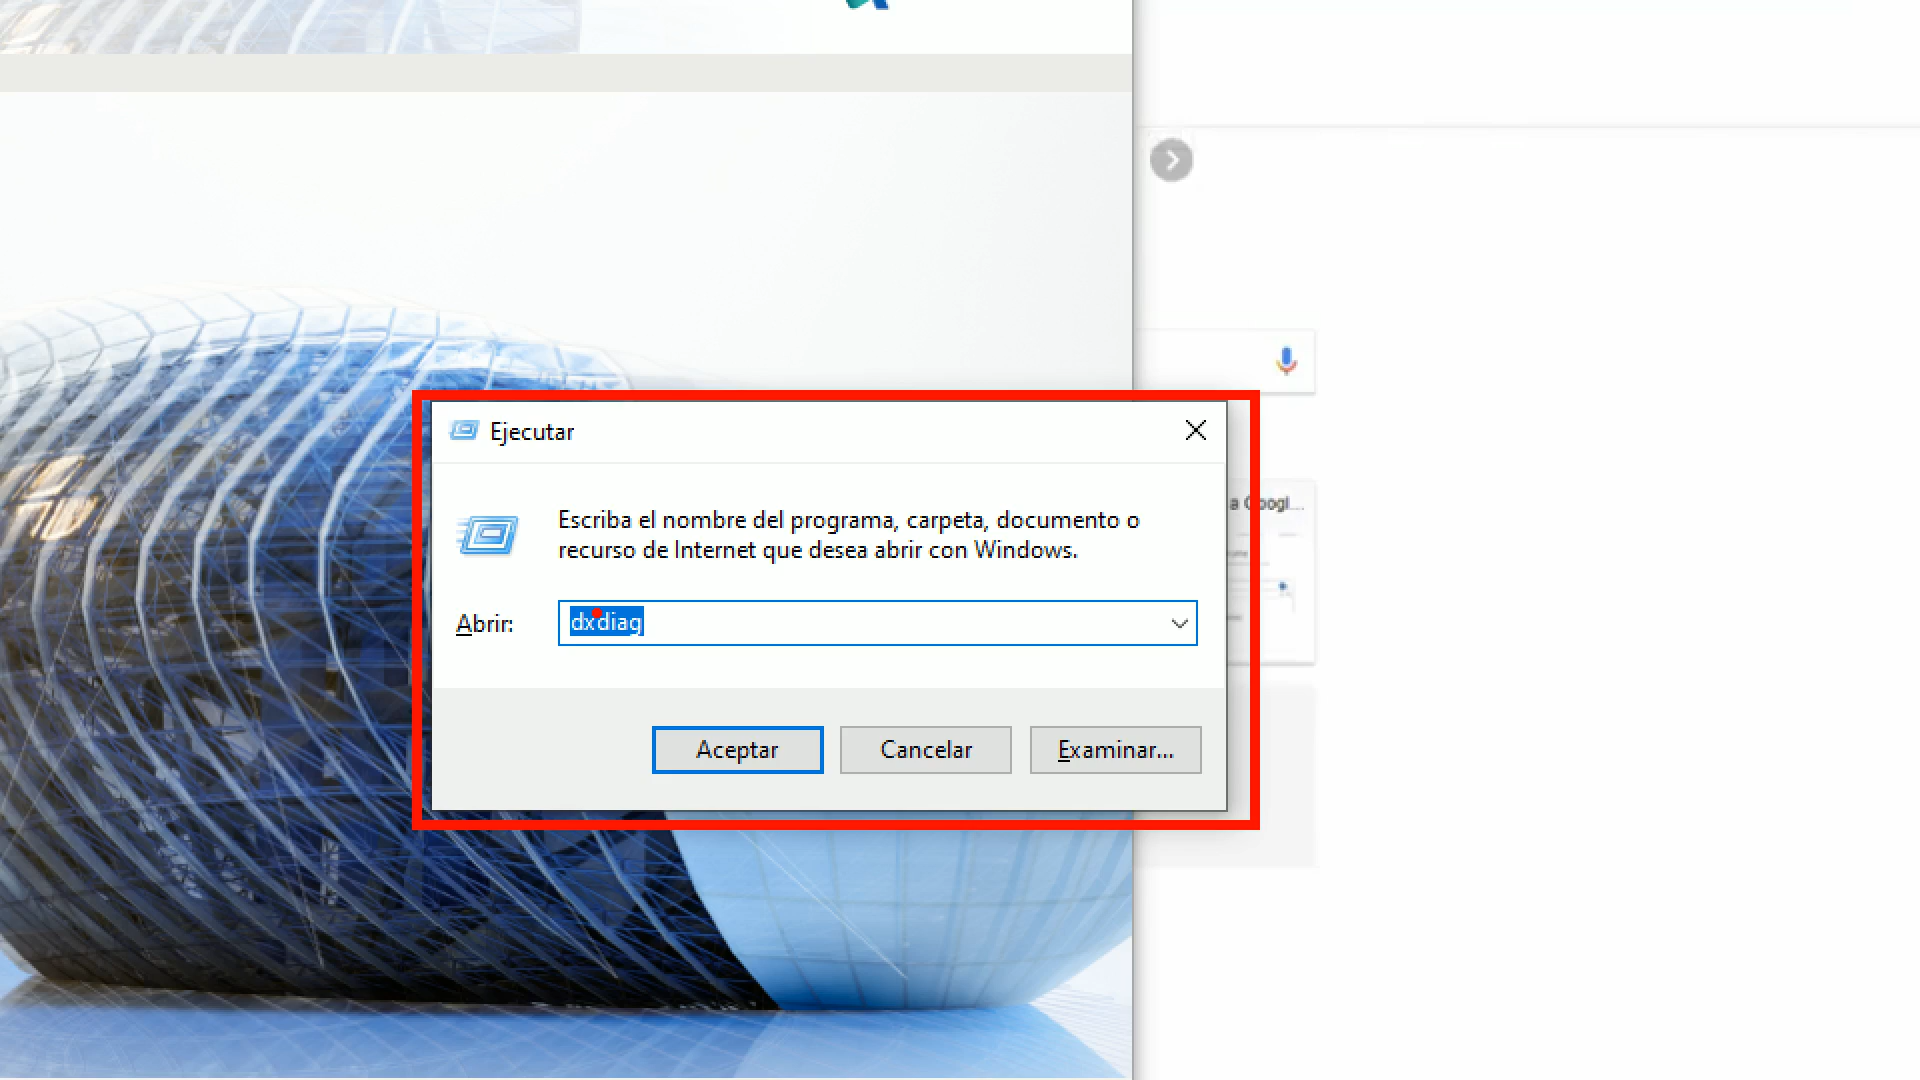 Ejecutar
a Googl...
Escriba el nombre del programa, carpeta, documento o
recurso de Internet que desea abrir con Windows.
Abrir:
dxdiag
Aceptar
Cancelar
Examinar...